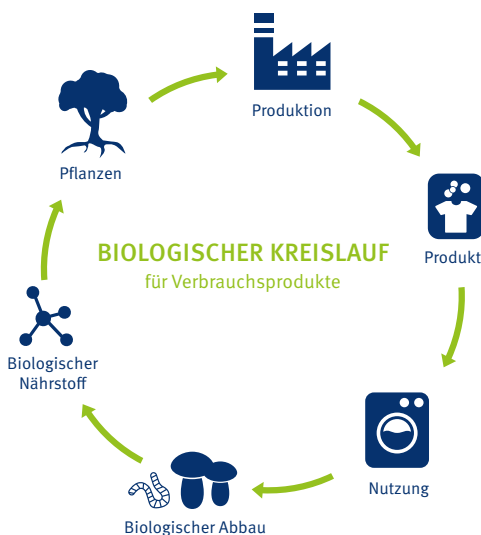 Produktion
Pflanzen
BIOLOGISCHER KREISLAUF
für Verbrauchsprodukte
Produkt
Biologischer
Nährstoff
Nutzung
Biologischer Abbau